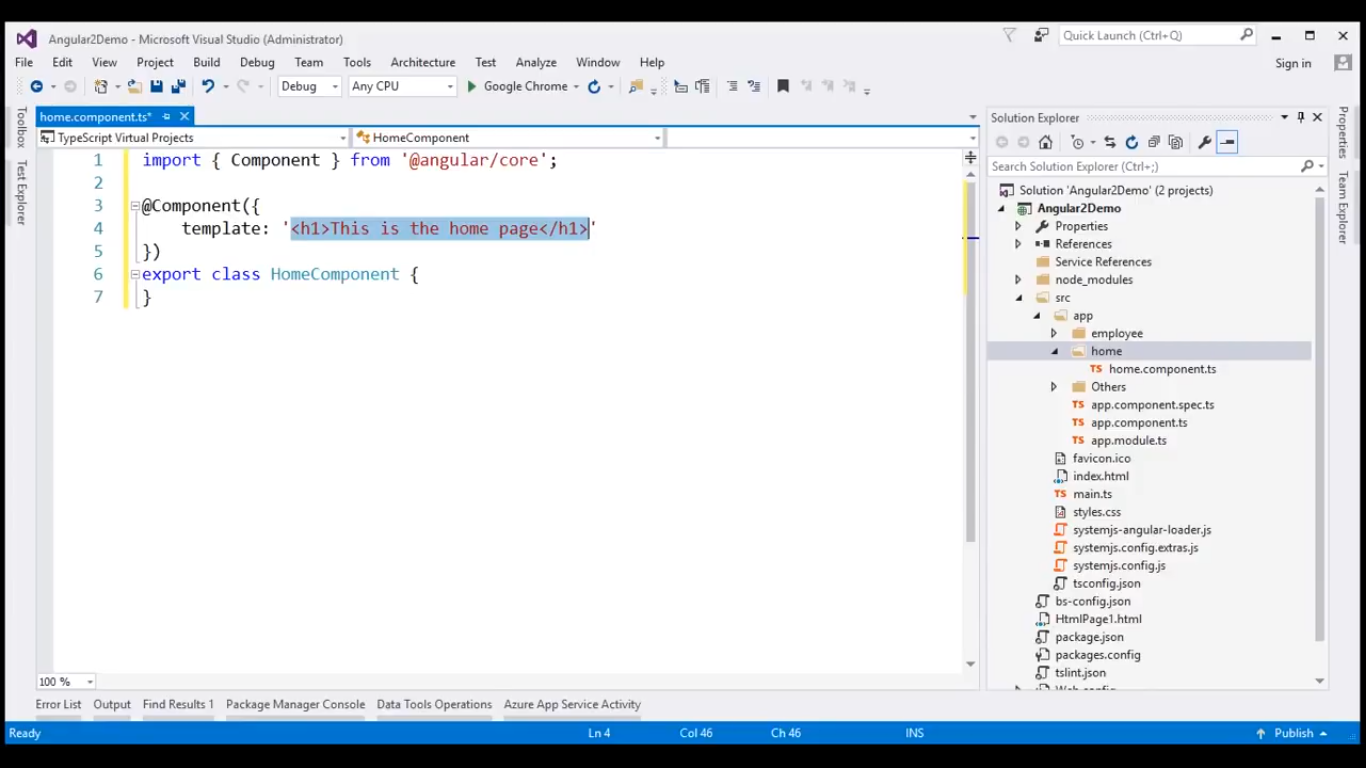 Angular2Demo - Microsoft Visual Studio (Administrator)
Quick Launch (Ctrl+Q)
File Edit View Project Build Debug Team Tools Architecture Test Analyze Window Help
Sign in
Debug Any CPU Google Chrome
Toolbox
Test Explorer
home.component.ts*
TypeScript Virtual Projects HomeComponent
1 import { Component } from '@angular/core';
2
3 @Component({
4 template: '<h1>This is the home page</h1>'
5 })
6 export class HomeComponent {
7 }
100 %
Solution Explorer
Search Solution Explorer (Ctrl+;)
Solution 'Angular2Demo' (2 projects)
Angular2Demo
Properties
References
Service References
node_modules
src
app
employee
home
TS home.component.ts
Others
TS app.component.spec.ts
TS app.component.ts
TS app.module.ts
favicon.ico
index.html
TS main.ts
styles.css
systemjs-angular-loader.js
systemjs.config.extras.js
systemjs.config.js
tsconfig.json
bs-config.json
HtmlPage1.html
package.json
packages.config
tslint.json
Web.config
Properties
Team Explorer
Error List Output Find Results 1 Package Manager Console Data Tools Operations Azure App Service Activity
Ready Ln 4 Col 46 Ch 46 INS Publish